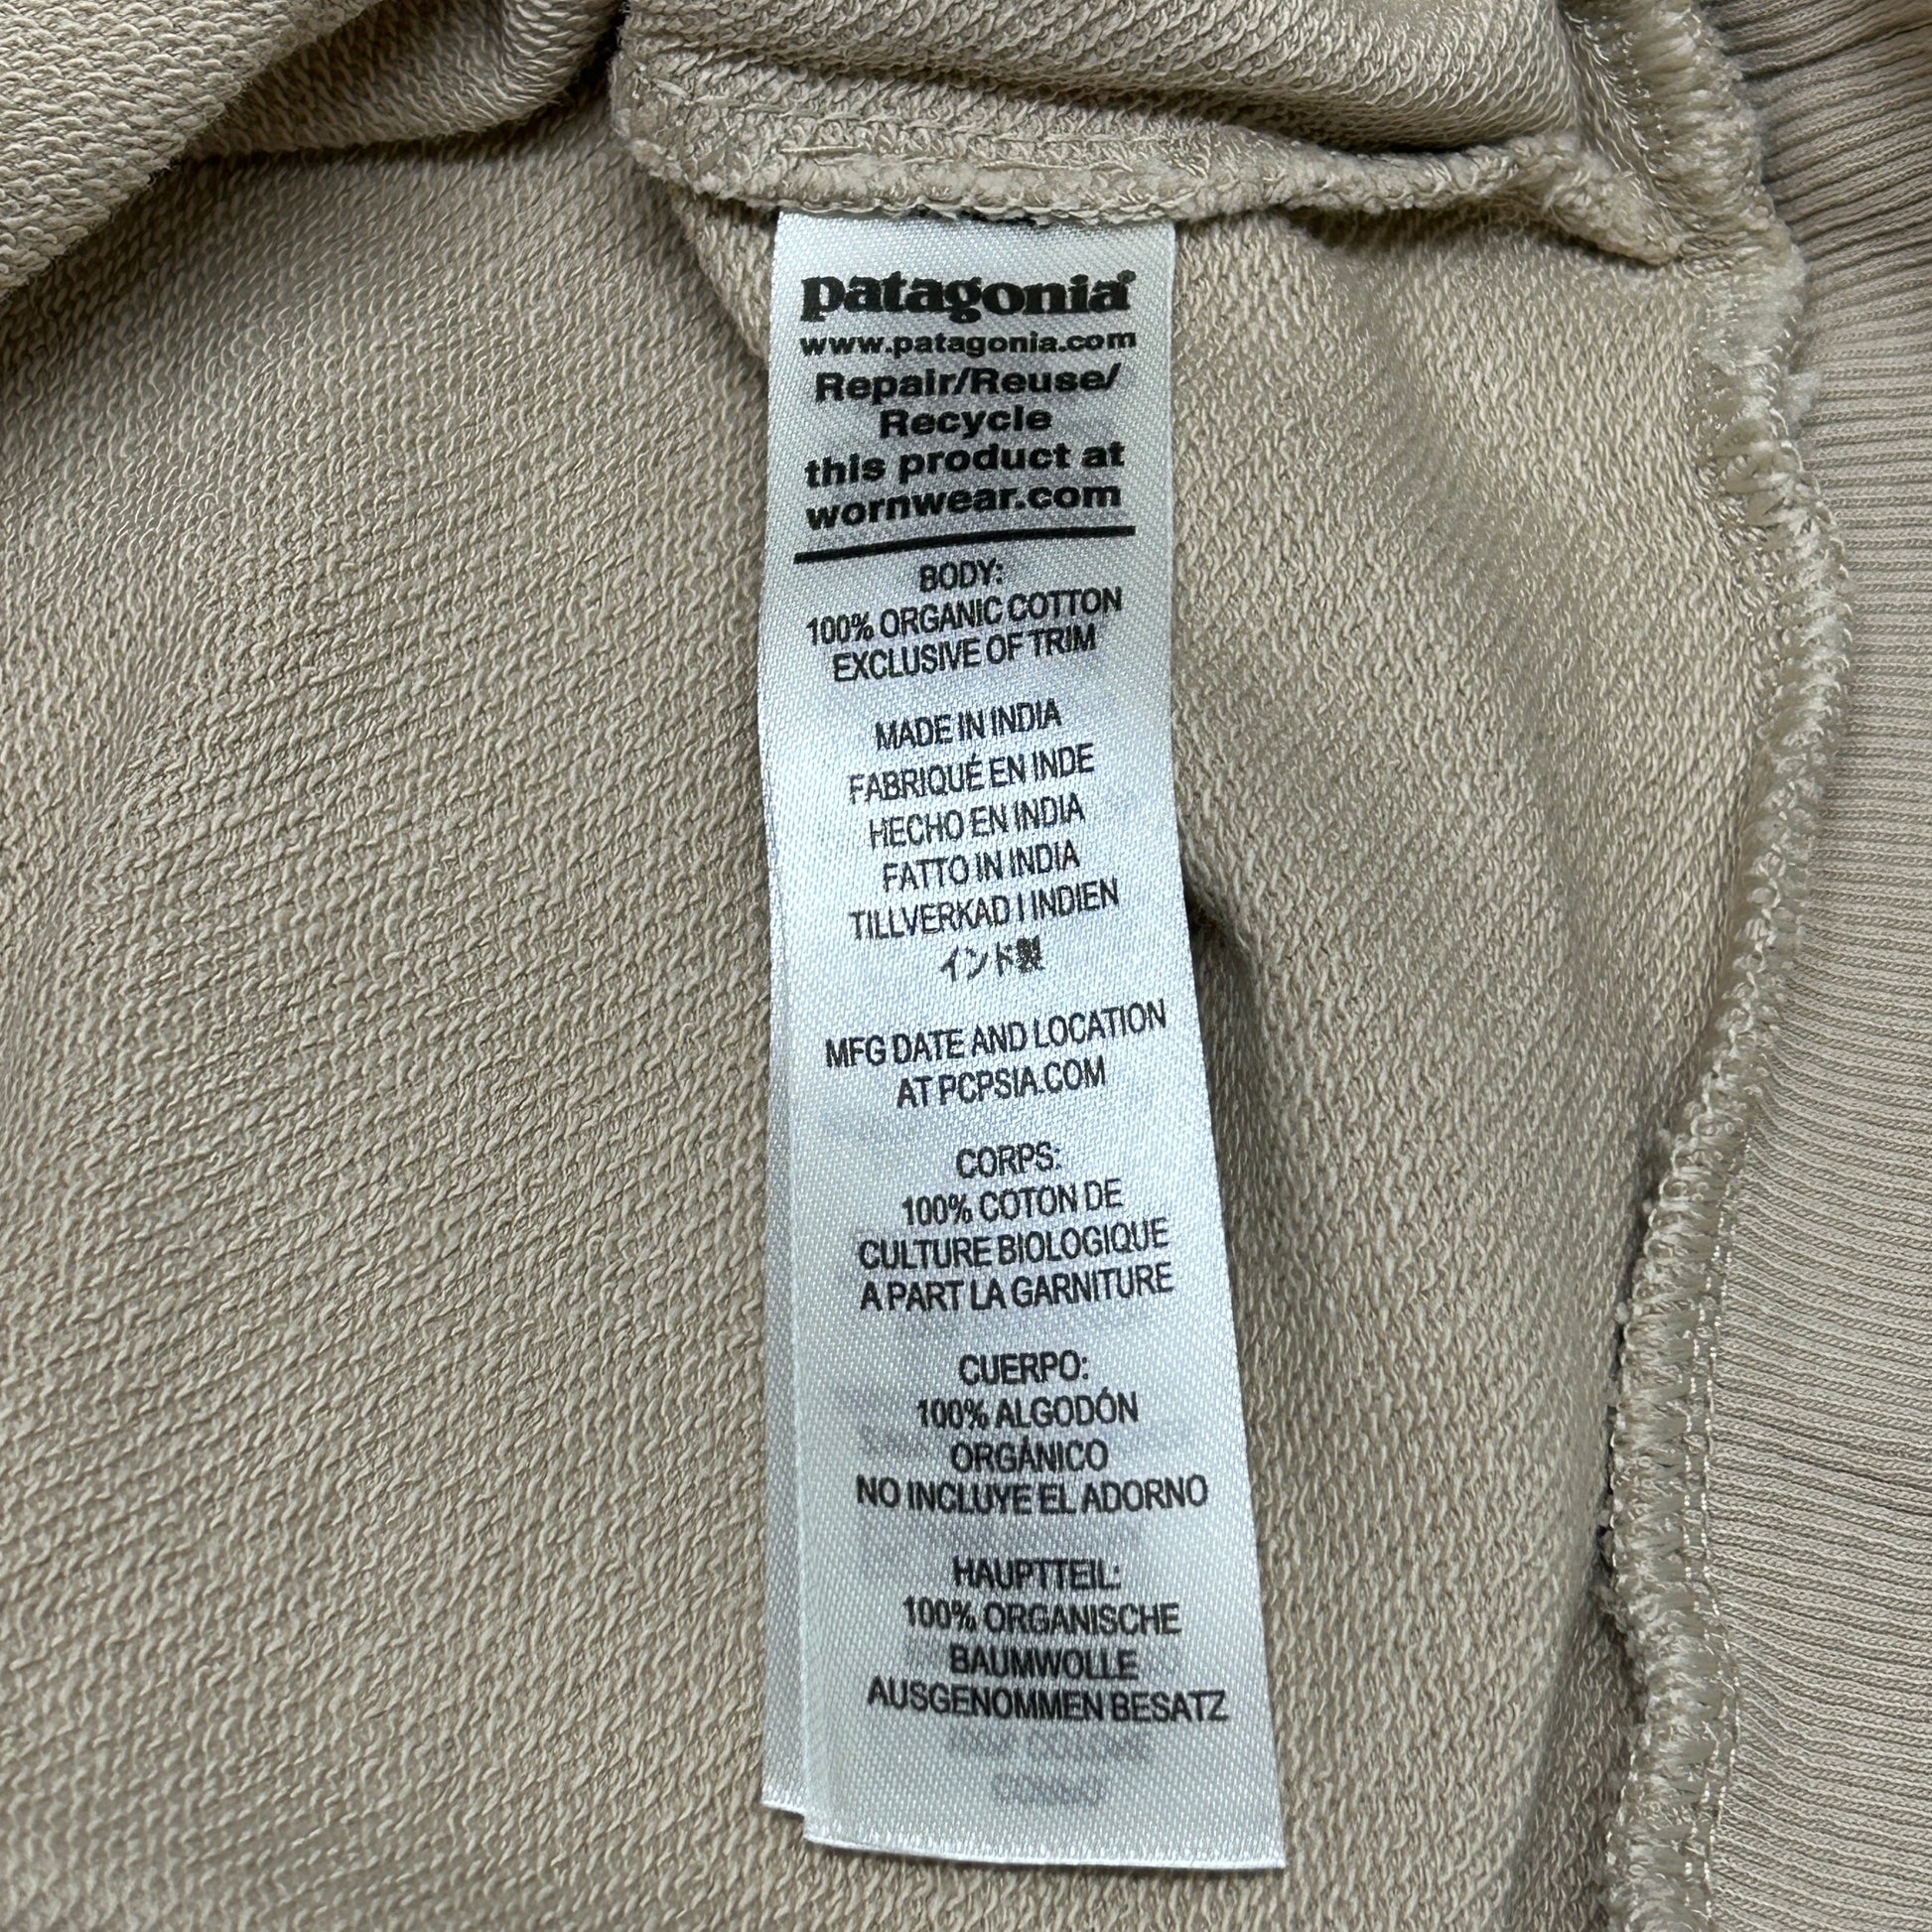 patagonia®
www.patagonia.com
Repair/Reuse/
Recycle
this product at
wornwear.com
BODY:
100% ORGANIC COTTON
EXCLUSIVE OF TRIM
MADE IN INDIA
FABRIQUÉ EN INDE
HECHO EN INDIA
FATTO IN INDIA
TILLVERKAD I INDIEN
インド製
MFG DATE AND LOCATION
AT PCPSIA.COM
CORPS:
100% COTON DE
CULTURE BIOLOGIQUE
A PART LA GARNITURE
CUERPO:
100% ALGODÓN
ORGÁNICO
NO INCLUYE EL ADORNO
HAUPTTEIL:
100% ORGANISCHE
BAUMWOLLE
AUSGENOMMEN BESATZ